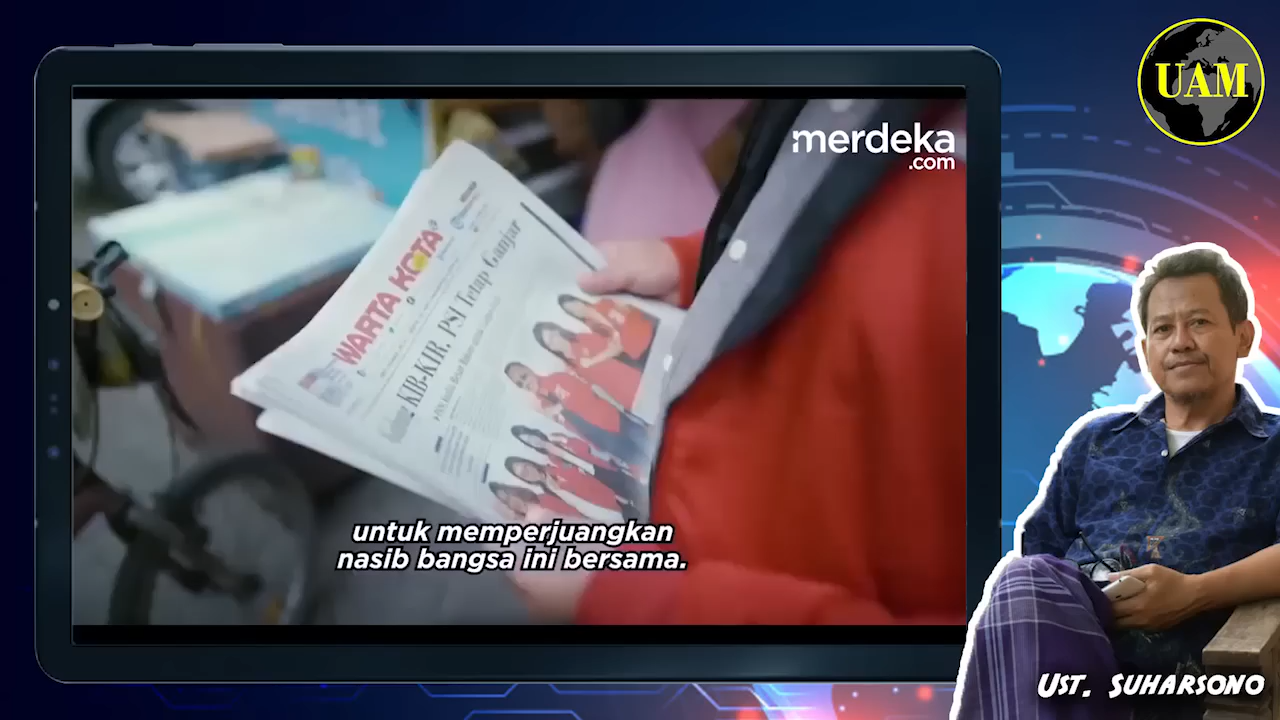 UAM
merdeka
.com
WARTA KOTA
KIB-KIR, PSI Tetap Ganjar
untuk memperjuangkan
nasib bangsa ini bersama.
UST. SUHARSONO